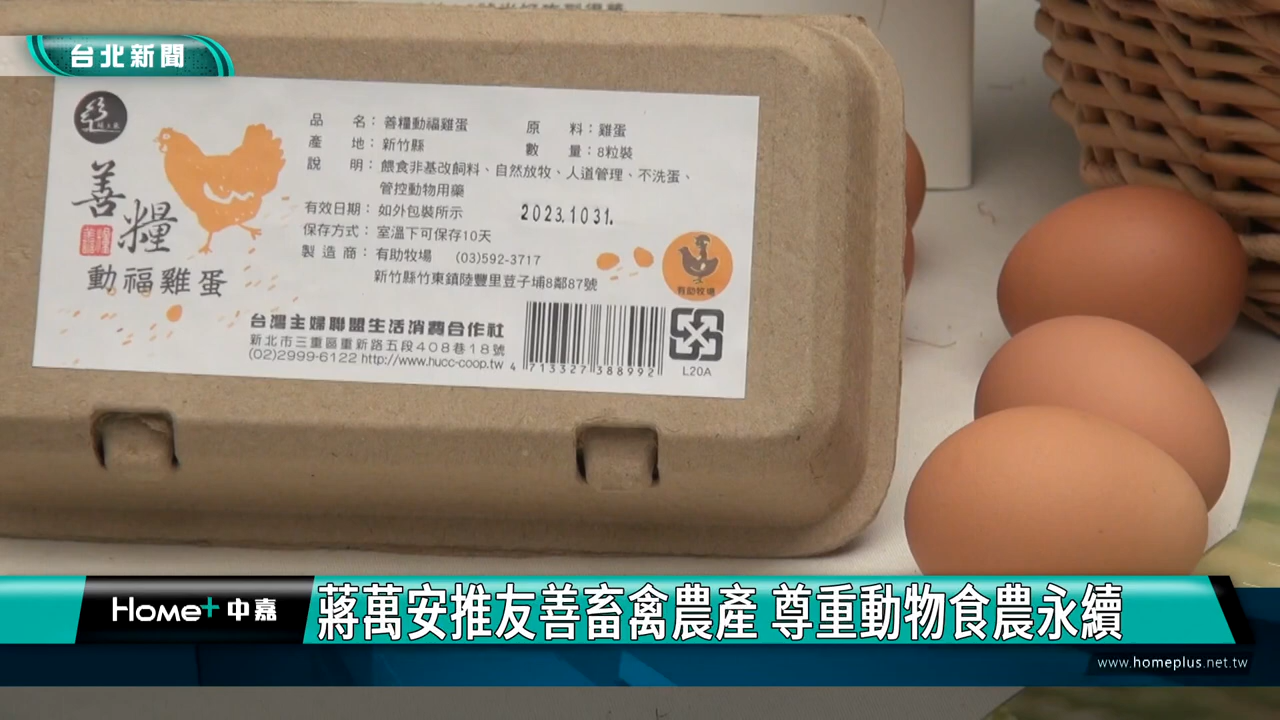 台北新聞
善糧
動福雞蛋
品名：善糧動福雞蛋
原料：雞蛋
產地：新竹縣
數量：8粒裝
說明：餵食非基改飼料、自然放牧、人道管理、不洗蛋、
管控動物用藥
有效日期：如外包裝所示
2023.1031.
保存方式：室溫下可保存10天
製造商：有助牧場 (03)592-3717
新竹縣竹東鎮陸豐里荳子埔8鄰87號
有助牧場
台灣主婦聯盟生活消費合作社
新北市三重區重新路五段408巷18號
(02)2999-6122 http://www.hucc-coop.tw
4 713327 388992
L20A
Home+中嘉
蔣萬安推友善畜禽農產 尊重動物食農永續
www.homeplus.net.tw